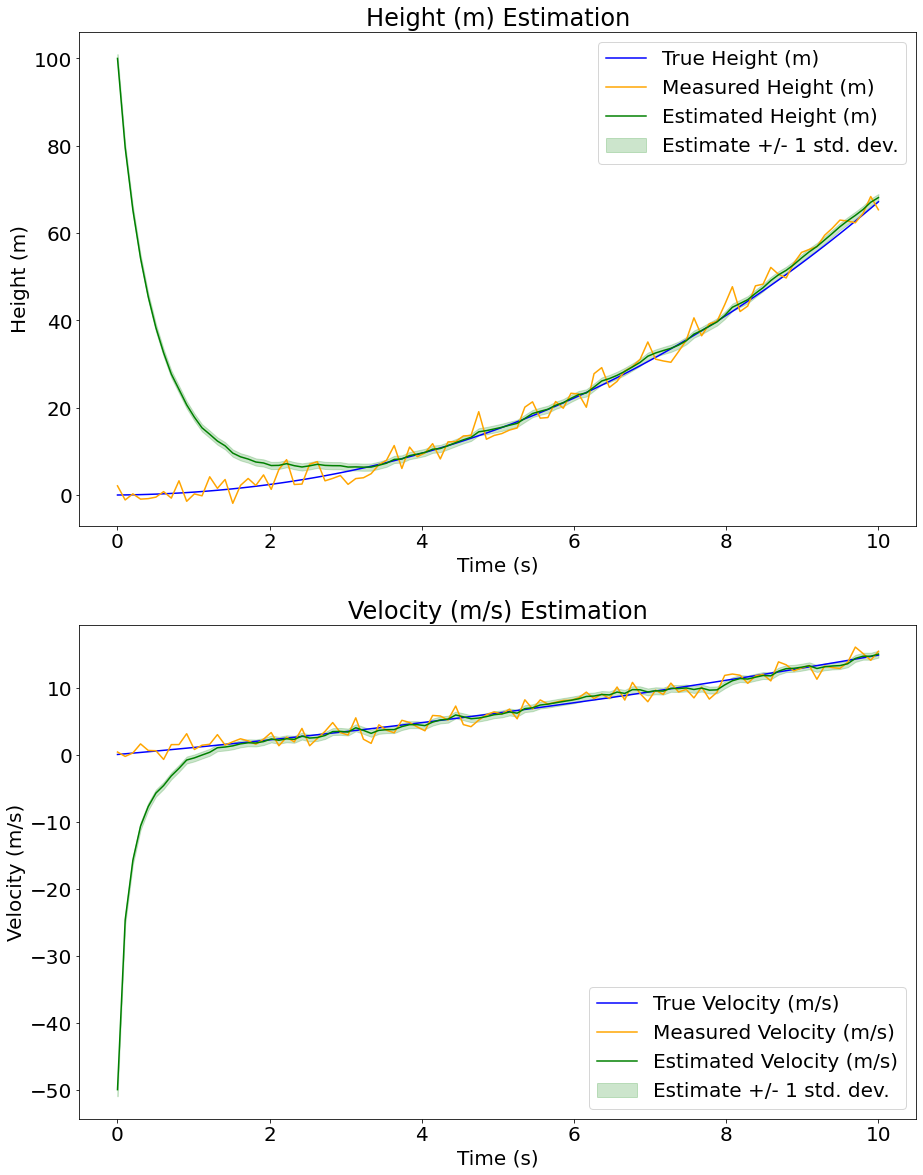 Height (m) Estimation
True Height (m)
Measured Height (m)
Estimated Height (m)
Estimate +/- 1 std. dev.
Height (m)
100
80
60
40
20
0
0 2 4 6 8 10
Time (s)
Velocity (m/s) Estimation
Velocity (m/s)
10
0
−10
−20
−30
−40
−50
True Velocity (m/s)
Measured Velocity (m/s)
Estimated Velocity (m/s)
Estimate +/- 1 std. dev.
0 2 4 6 8 10
Time (s)